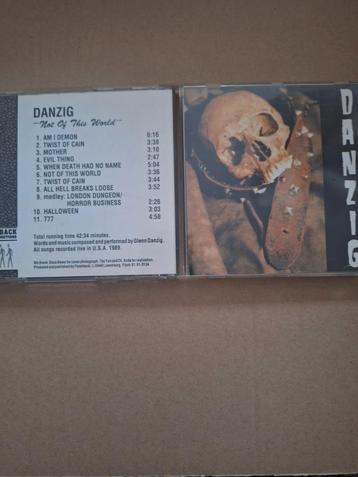 DANZIG
"Not Of This World"
1. AM I DEMON 6:16
2. TWIST OF CAIN 3:38
3. MOTHER 3:10
4. EVIL THING 2:47
5. WHEN DEATH HAD NO NAME 5:04
6. NOT OF THIS WORLD 3:36
7. TWIST OF CAIN 3:44
8. ALL HELL BREAKS LOOSE 3:52
9. medley: LONDON DUNGEON/
HORROR BUSINESS 2:26
10. HALLOWEEN 3:03
11. 777 4:58
Total running time 42:34 minutes.
Words and music composed and performed by Glenn Danzig.
All songs recorded live in U.S.A. 1989.
BACK
DANZIG